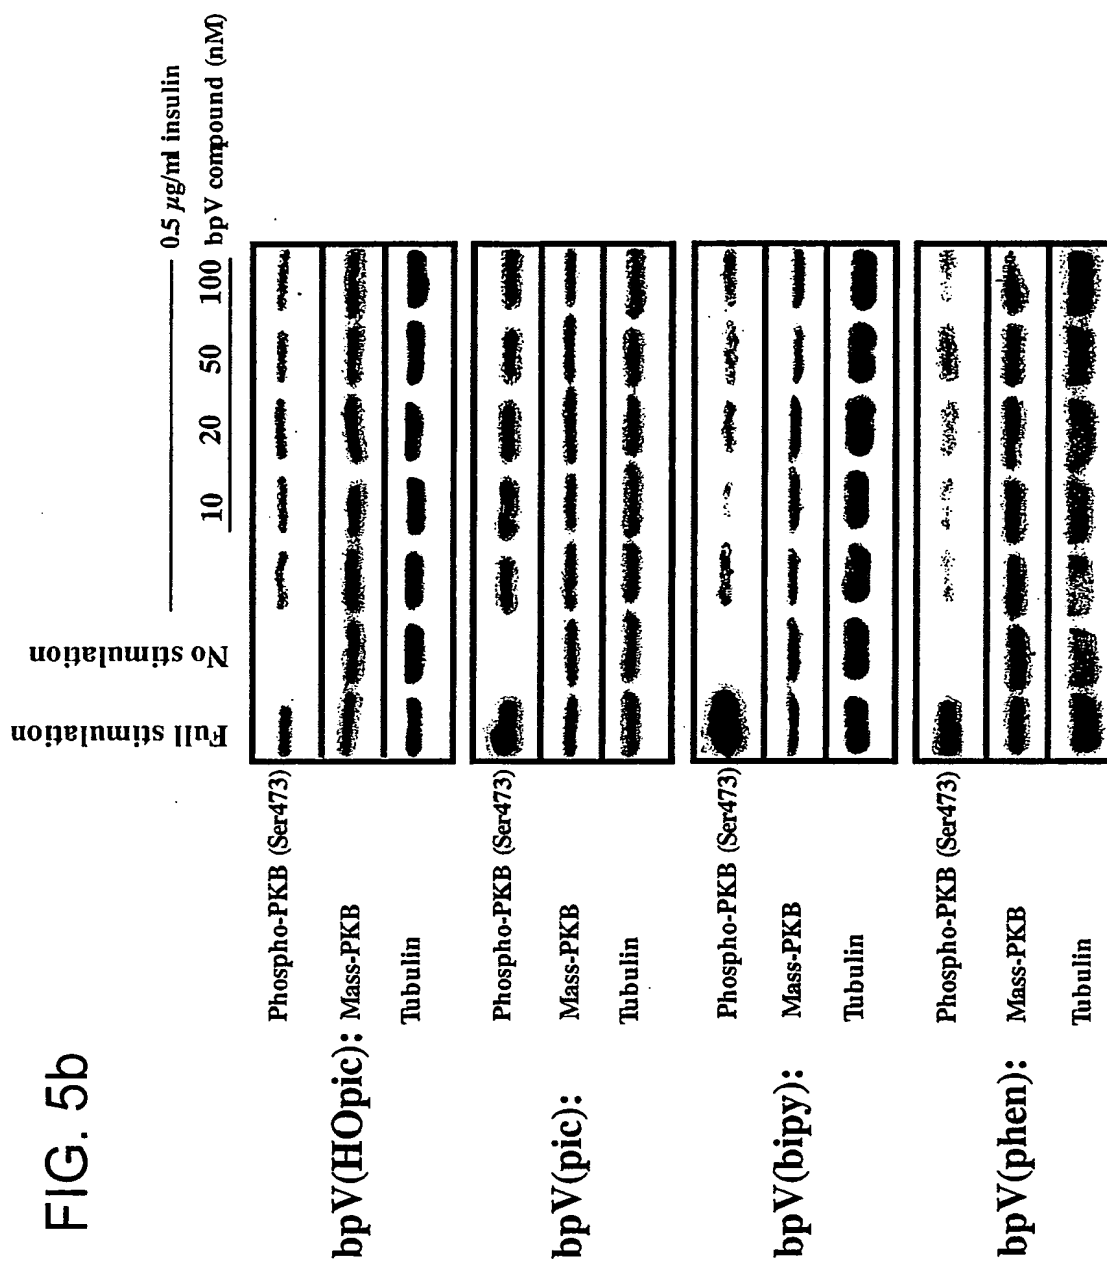 FIG. 5b
0.5 µg/ml insulin
bpV compound (nM)
Full stimulation
No stimulation
10 20 50 100
bpV(HOpic):
Phospho-PKB (Ser473)
Mass-PKB
Tubulin
bpV(pic):
Phospho-PKB (Ser473)
Mass-PKB
Tubulin
bpV(bipy):
Phospho-PKB (Ser473)
Mass-PKB
Tubulin
bpV(phen):
Phospho-PKB (Ser473)
Mass-PKB
Tubulin